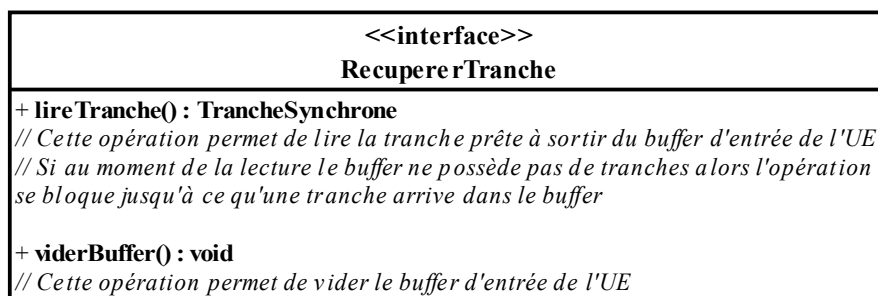 <<interface>>
RecupererTranche
+ lireTranche() : TrancheSynchrone
// Cette opération permet de lire la tranche prête à sortir du buffer d'entrée de l'UE
// Si au moment de la lecture le buffer ne possède pas de tranches alors l'opération
se bloque jusqu'à ce qu'une tranche arrive dans le buffer
+ viderBuffer() : void
// Cette opération permet de vider le buffer d'entrée de l'UE